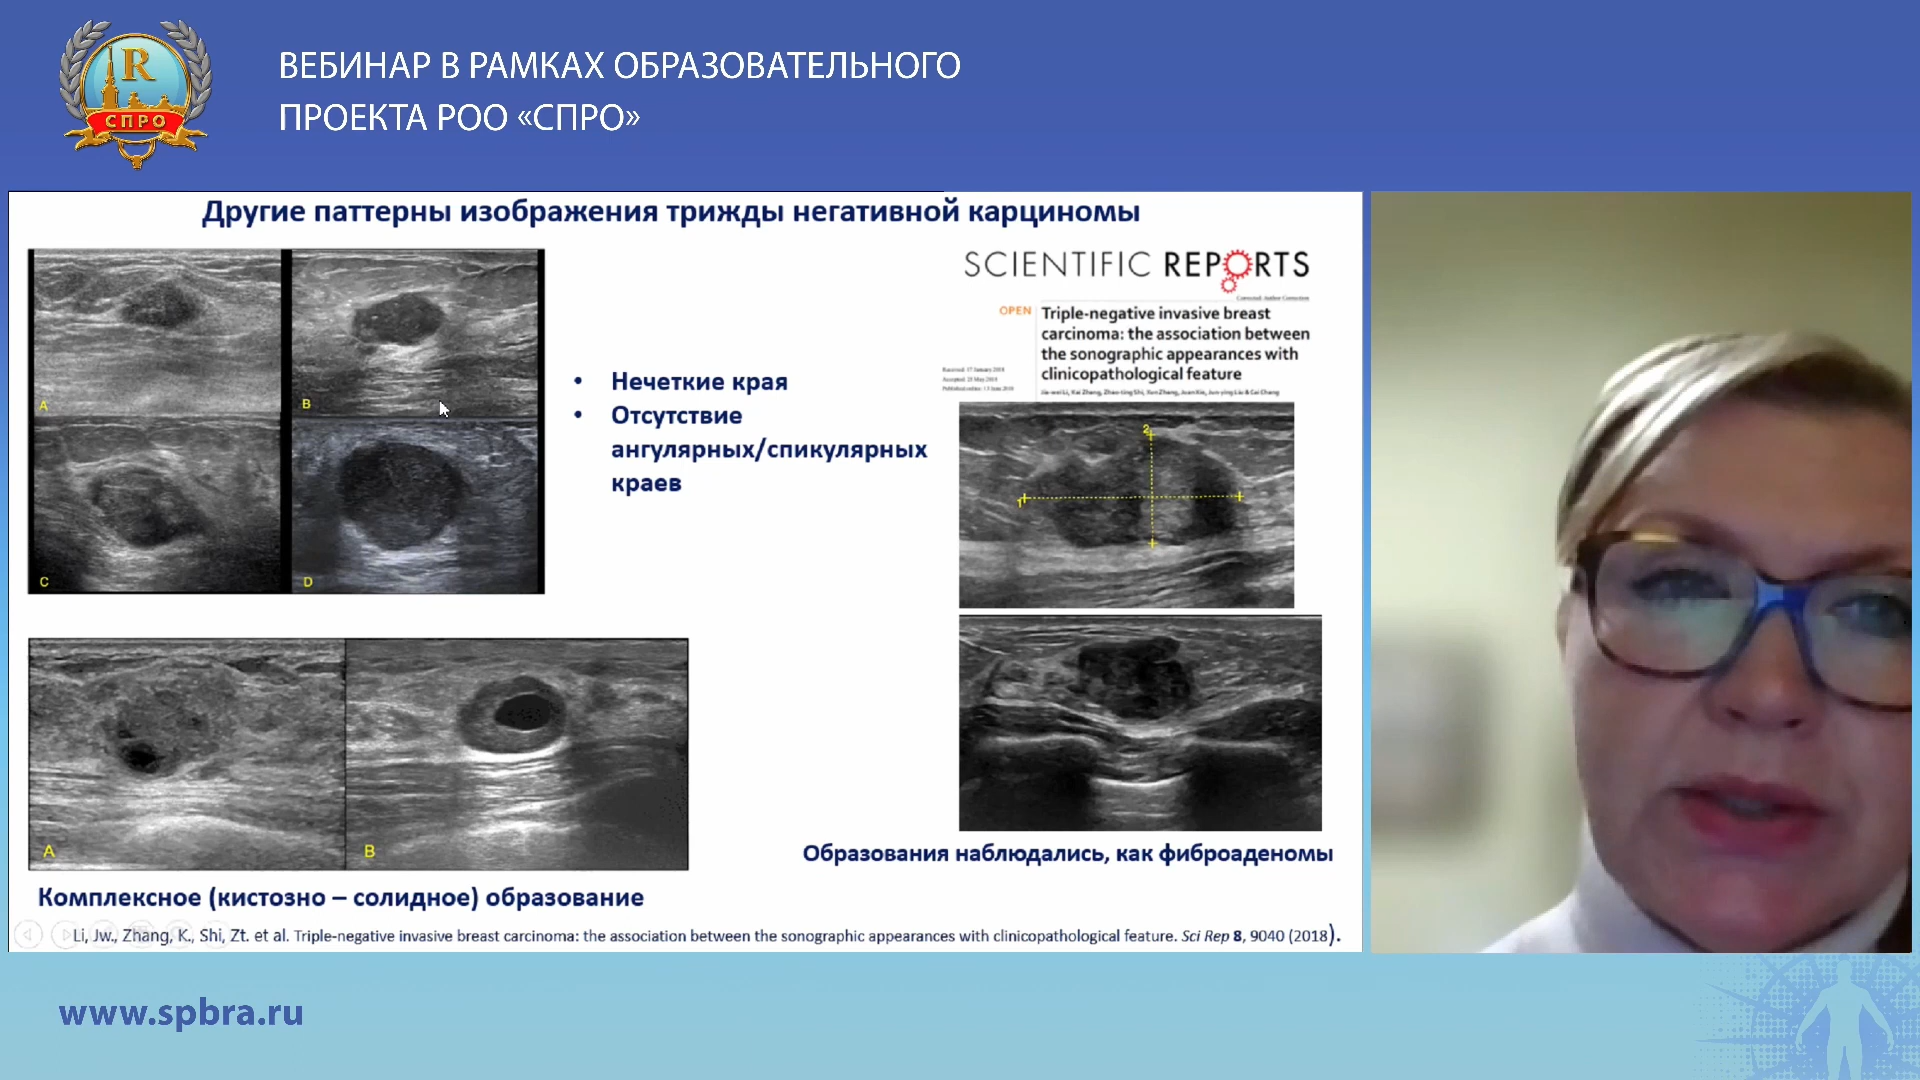 R
СПРО
ВЕБИНАР В РАМКАХ ОБРАЗОВАТЕЛЬНОГО
ПРОЕКТА РОО «СПРО»
Другие паттерны изображения трижды негативной карциномы
A
B
C
D
• Нечеткие края
• Отсутствие
ангулярных/спикулярных
краев
SCIENTIFIC REPORTS
OPEN
Triple-negative invasive breast
carcinoma: the association between
the sonographic appearances with
clinicopathological feature
1
2
A
B
Образования наблюдались, как фиброаденомы
Комплексное (кистозно – солидное) образование
Li, Jw., Zhang, K., Shi, Zt. et al. Triple-negative invasive breast carcinoma: the association between the sonographic appearances with clinicopathological feature. Sci Rep 8, 9040 (2018).
www.spbra.ru